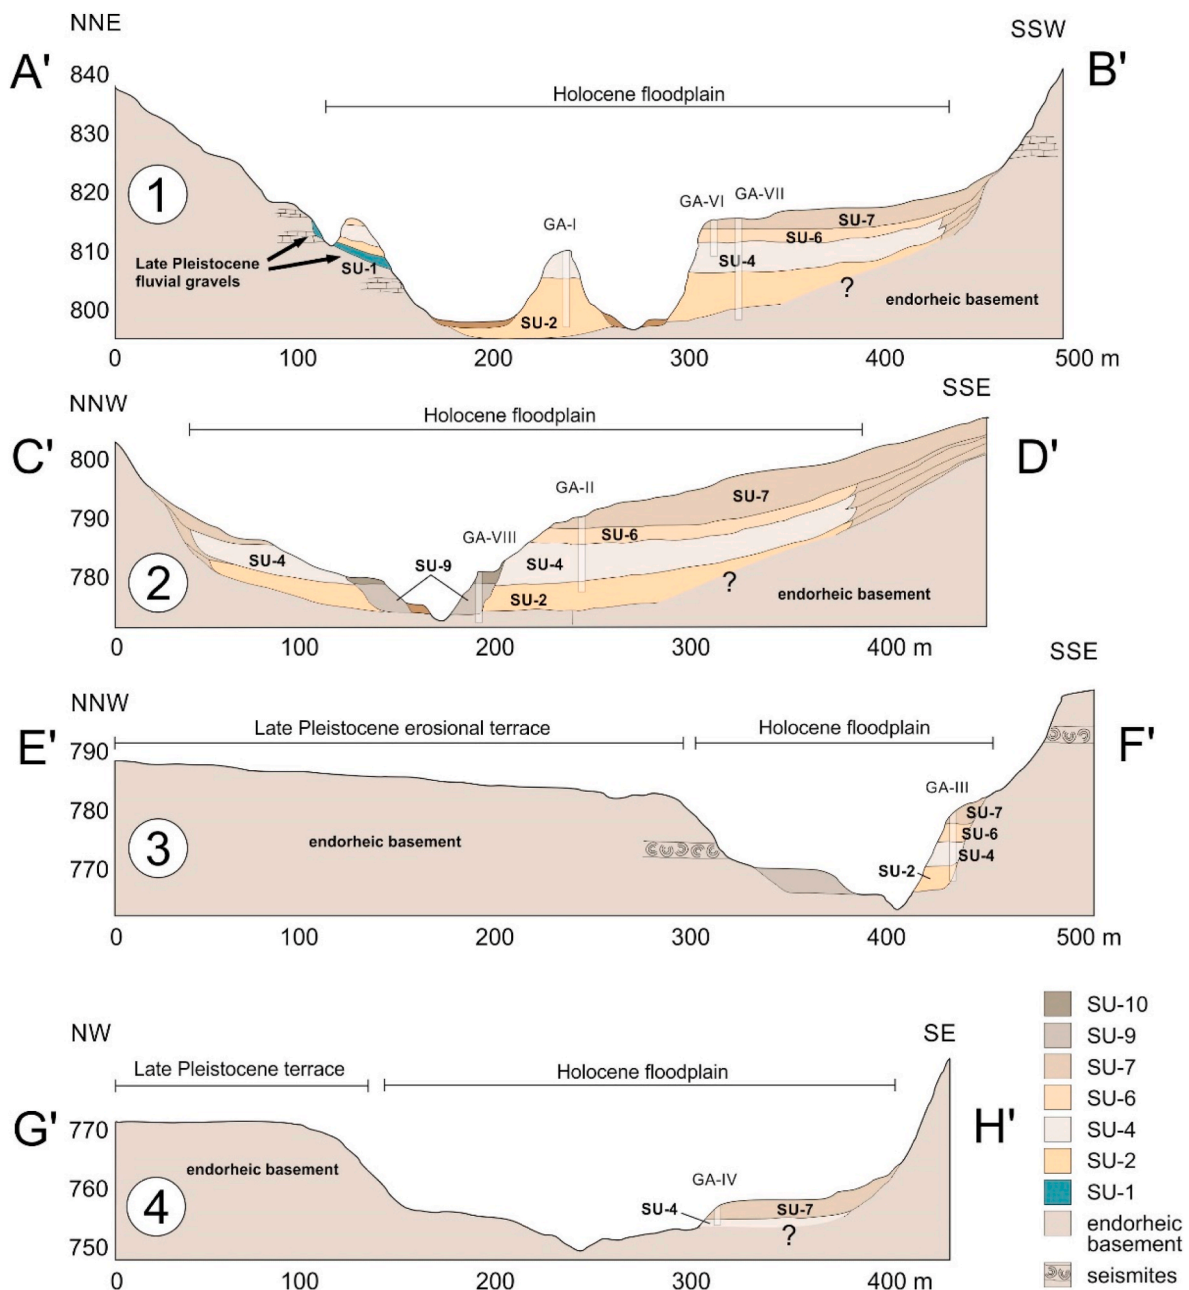 NNE
SSW
A'
B'
840
830
820
810
800
Holocene floodplain
1
GA-I
GA-VI
GA-VII
SU-7
SU-6
SU-4
Late Pleistocene
fluvial gravels
SU-1
SU-2
?
endorheic basement
0
100
200
300
400
500 m
NNW
SSE
C'
D'
800
790
780
Holocene floodplain
2
GA-II
GA-VIII
SU-7
SU-6
SU-4
SU-9
SU-4
SU-2
?
endorheic basement
0
100
200
300
400 m
NNW
SSE
E'
F'
790
780
770
Late Pleistocene erosional terrace
Holocene floodplain
3
endorheic basement
GA-III
SU-7
SU-6
SU-4
SU-2
0
100
200
300
400
500 m
NW
SE
G'
H'
770
760
750
Late Pleistocene terrace
Holocene floodplain
4
endorheic basement
GA-IV
SU-4
SU-7
?
0
100
200
300
400 m
SU-10
SU-9
SU-7
SU-6
SU-4
SU-2
SU-1
endorheic
basement
seismites